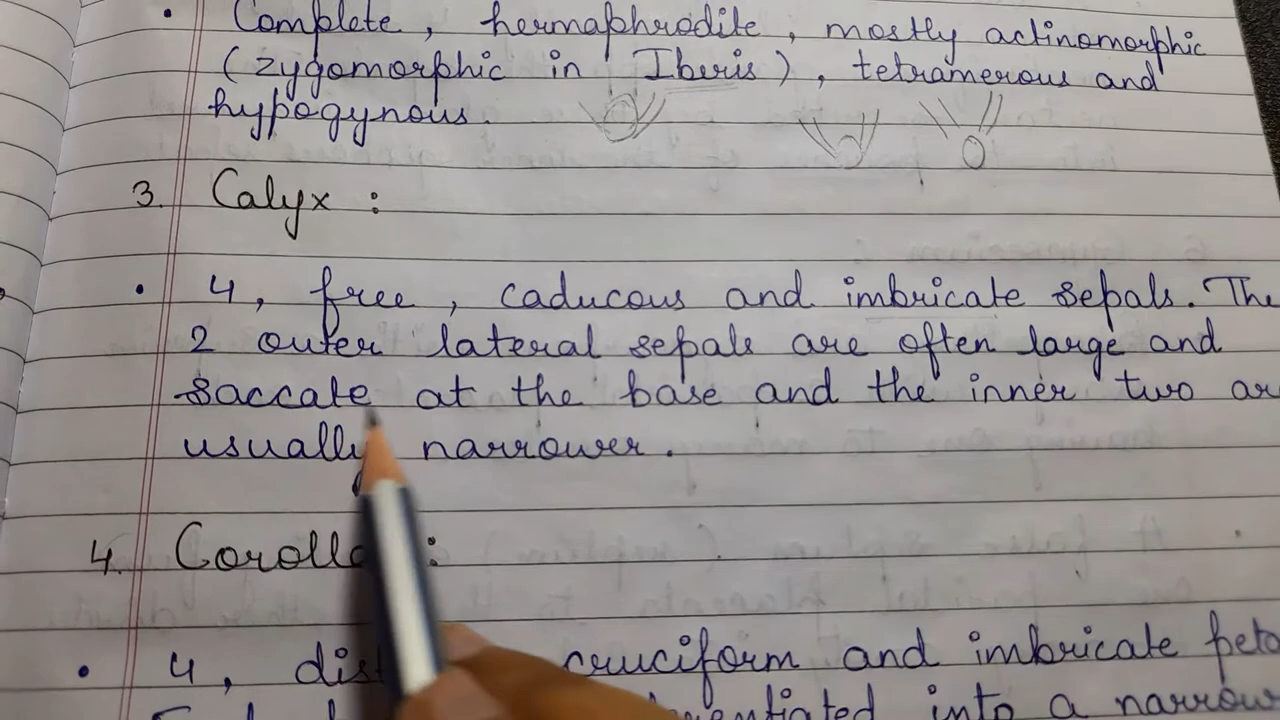 • Complete, hermaphrodite, mostly actinomorphic
(zygomorphic in Iberis), tetramerous and
hypogynous.
3. Calyx :
• 4, free, caducous and imbricate sepals. The
2 outer lateral sepals are often large and
saccate at the base and the inner two ar
usually narrower.
4. Corolla :
• 4, cruciform and imbricate peta
into a narrow